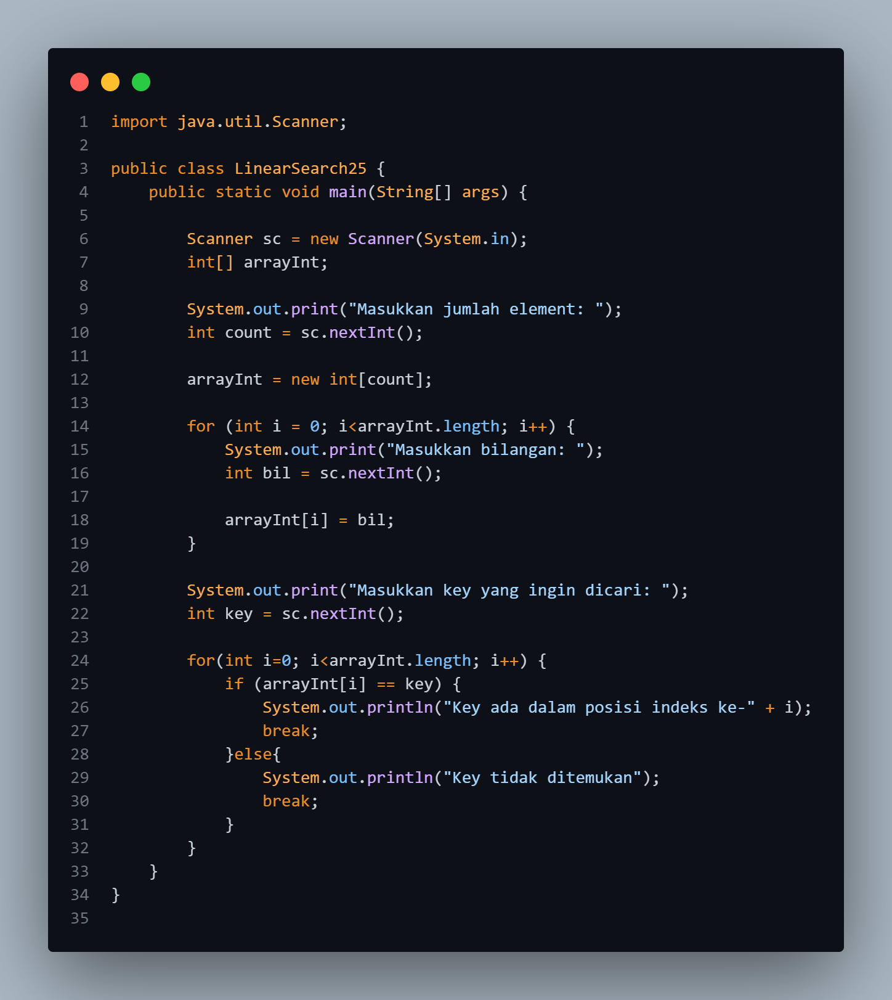 1 import java.util.Scanner;
2
3 public class LinearSearch25 {
4     public static void main(String[] args) {
5
6         Scanner sc = new Scanner(System.in);
7         int[] arrayInt;
8
9         System.out.print("Masukkan jumlah element: ");
10         int count = sc.nextInt();
11
12         arrayInt = new int[count];
13
14         for (int i = 0; i<arrayInt.length; i++) {
15             System.out.print("Masukkan bilangan: ");
16             int bil = sc.nextInt();
17
18             arrayInt[i] = bil;
19         }
20
21         System.out.print("Masukkan key yang ingin dicari: ");
22         int key = sc.nextInt();
23
24         for(int i=0; i<arrayInt.length; i++) {
25             if (arrayInt[i] == key) {
26                 System.out.println("Key ada dalam posisi indeks ke-" + i);
27                 break;
28             }else{
29                 System.out.println("Key tidak ditemukan");
30                 break;
31             }
32         }
33     }
34 }
35